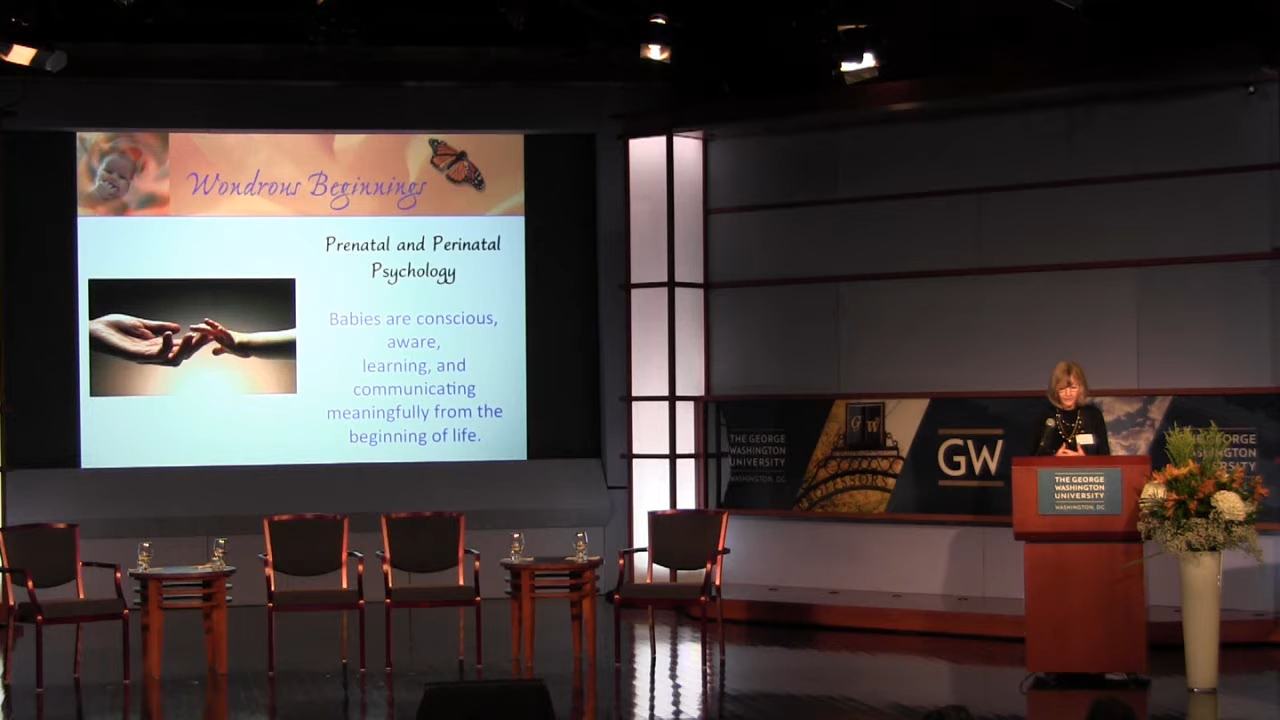 Wondrous Beginnings
Prenatal and Perinatal
Psychology
Babies are conscious,
aware,
learning, and
communicating
meaningfully from the
beginning of life.
THE GEORGE
WASHINGTON
UNIVERSITY
WASHINGTON, DC
GW
GW
THE GEORGE
WASHINGTON
UNIVERSITY
WASHINGTON, DC